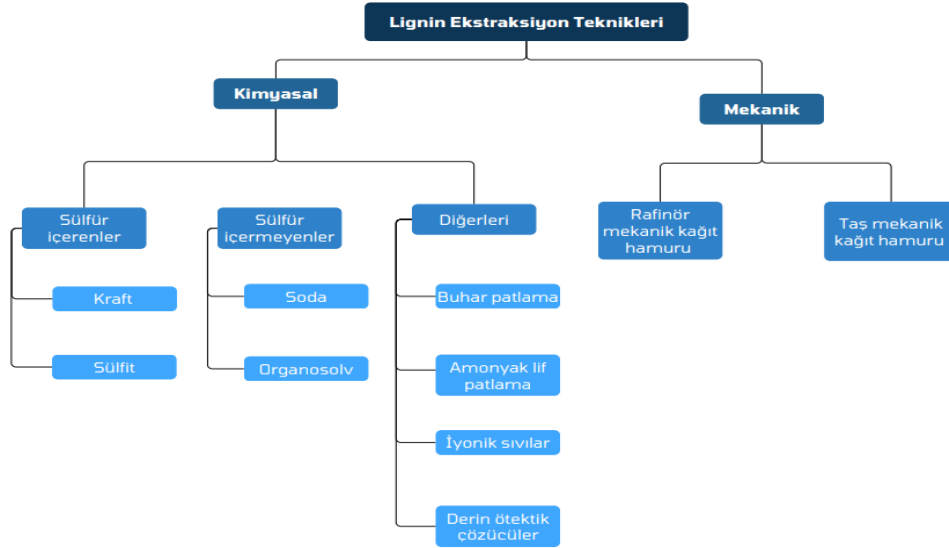 Lignin Ekstraksiyon Teknikleri
Kimyasal
Mekanik
Sülfür
içerenler
Kraft
Sülfit
Sülfür
içermeyenler
Soda
Organosolv
Diğerleri
Buhar patlama
Amonyak lif
patlama
İyonik sıvılar
Derin ötektik
çözücüler
Rafinör
mekanik kağıt
hamuru
Taş mekanik
kağıt hamuru